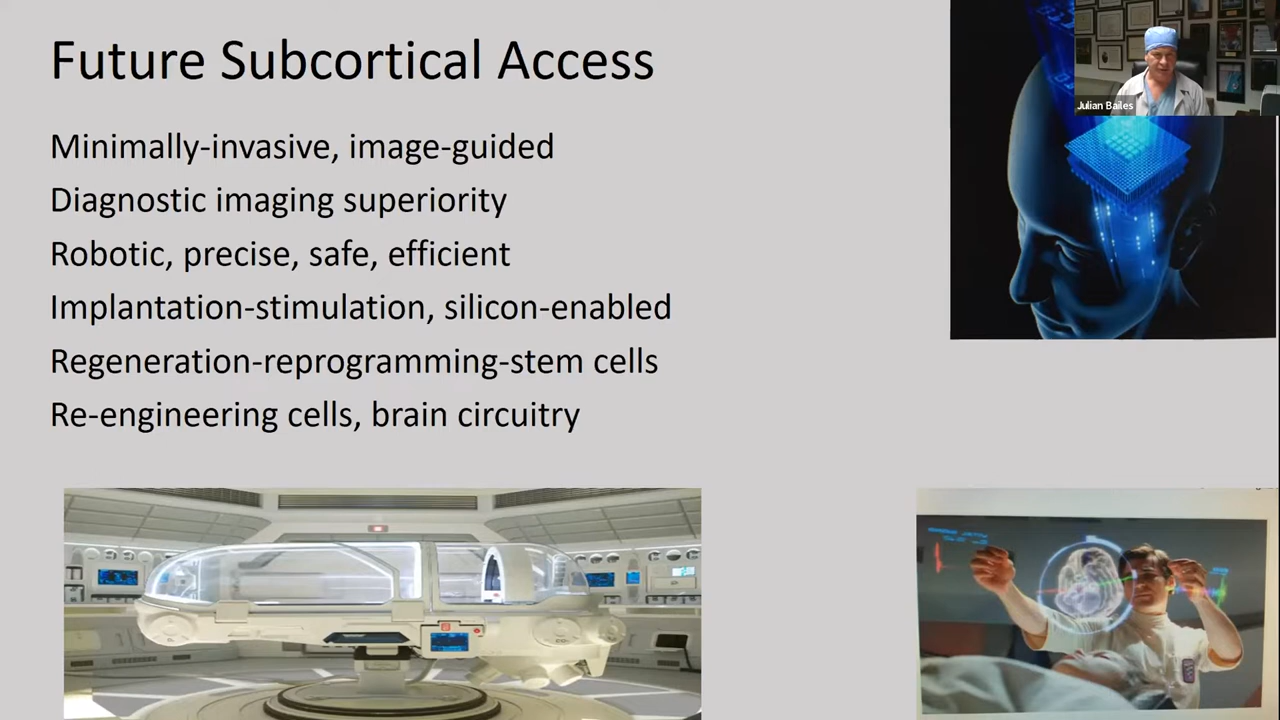 Future Subcortical Access
Julian Bailes
Minimally-invasive, image-guided
Diagnostic imaging superiority
Robotic, precise, safe, efficient
Implantation-stimulation, silicon-enabled
Regeneration-reprogramming-stem cells
Re-engineering cells, brain circuitry